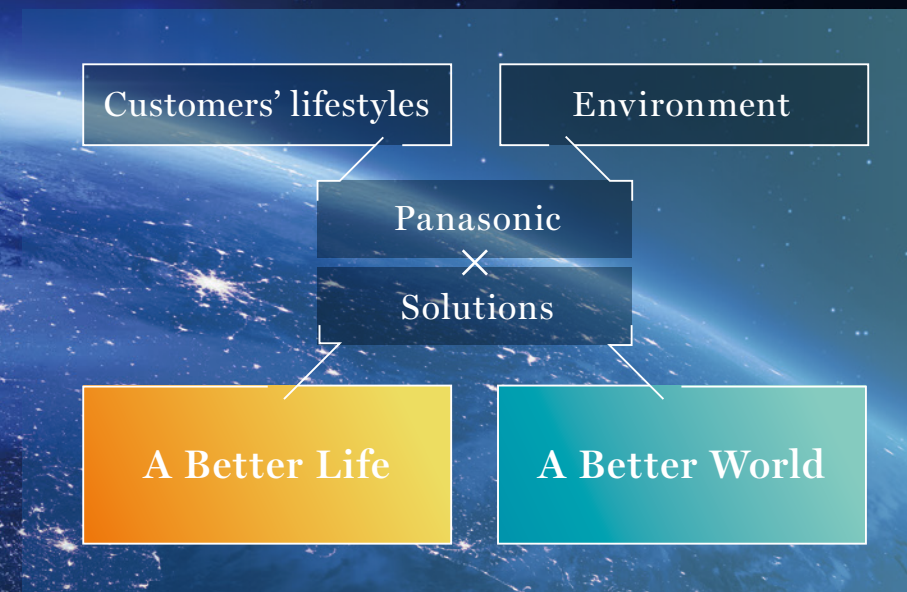 Customers’ lifestyles
Environment
Panasonic
×
Solutions
A Better Life
A Better World